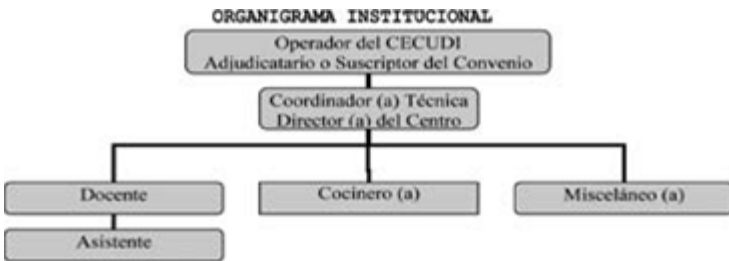 ORGANIGRAMA INSTITUCIONAL
Operador del CECUDI
Adjudicatario o Suscriptor del Convenio
Coordinador (a) Técnica
Director (a) del Centro
Docente
Cocinero (a)
Misceláneo (a)
Asistente